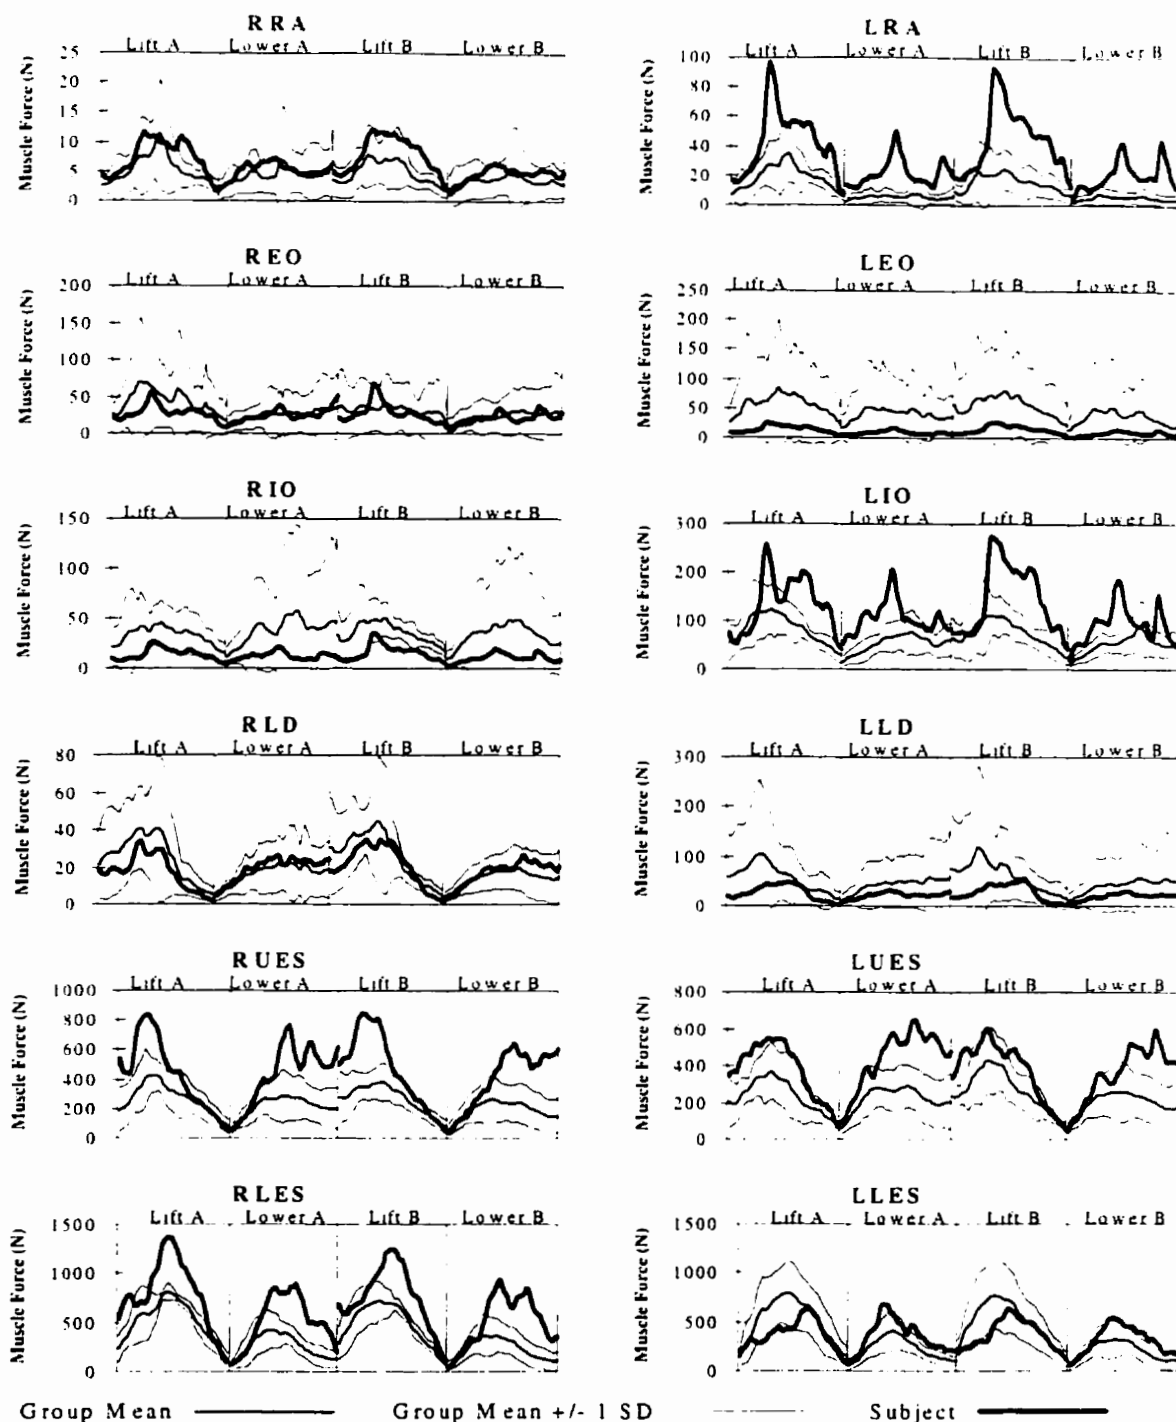 RRA
Lift A Lower A Lift B Lower B
Muscle Force (N)
25
20
15
10
5
0
LRA
Lift A Lower A Lift B Lower B
Muscle Force (N)
100
80
60
40
20
0
REO
Lift A Lower A Lift B Lower B
Muscle Force (N)
200
150
100
50
0
LEO
Lift A Lower A Lift B Lower B
Muscle Force (N)
250
200
150
100
50
0
RIO
Lift A Lower A Lift B Lower B
Muscle Force (N)
150
100
50
0
LIO
Lift A Lower A Lift B Lower B
Muscle Force (N)
300
200
100
0
RLD
Lift A Lower A Lift B Lower B
Muscle Force (N)
80
60
40
20
0
LLD
Lift A Lower A Lift B Lower B
Muscle Force (N)
300
200
100
0
RUES
Lift A Lower A Lift B Lower B
Muscle Force (N)
1000
800
600
400
200
0
LUES
Lift A Lower A Lift B Lower B
Muscle Force (N)
800
600
400
200
0
RLES
Lift A Lower A Lift B Lower B
Muscle Force (N)
1500
1000
500
0
LLES
Lift A Lower A Lift B Lower B
Muscle Force (N)
1500
1000
500
0
Group Mean Group Mean +/- 1 SD Subject